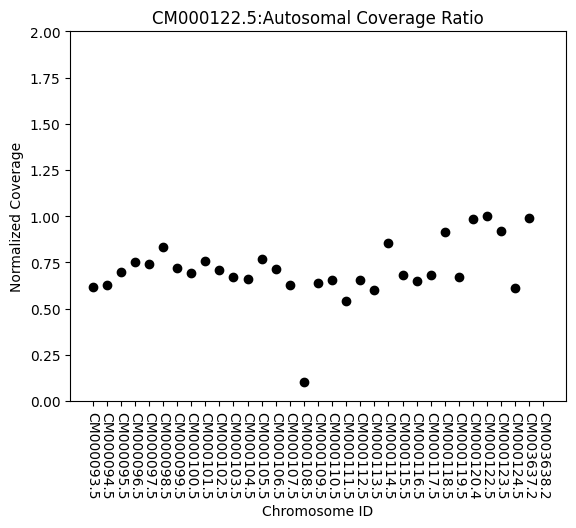 CM000122.5:Autosomal Coverage Ratio
Normalized Coverage
2.00
1.75
1.50
1.25
1.00
0.75
0.50
0.25
0.00
CM000093.5
CM000094.5
CM000095.5
CM000096.5
CM000097.5
CM000098.5
CM000099.5
CM000100.5
CM000101.5
CM000102.5
CM000103.5
CM000104.5
CM000105.5
CM000106.5
CM000107.5
CM000108.5
CM000109.5
CM000110.5
CM000111.5
CM000112.5
CM000113.5
CM000114.5
CM000115.5
CM000116.5
CM000117.5
CM000118.5
CM000119.5
CM000120.4
CM000122.5
CM000123.5
CM000124.5
CM003637.2
CM003638.2
Chromosome ID